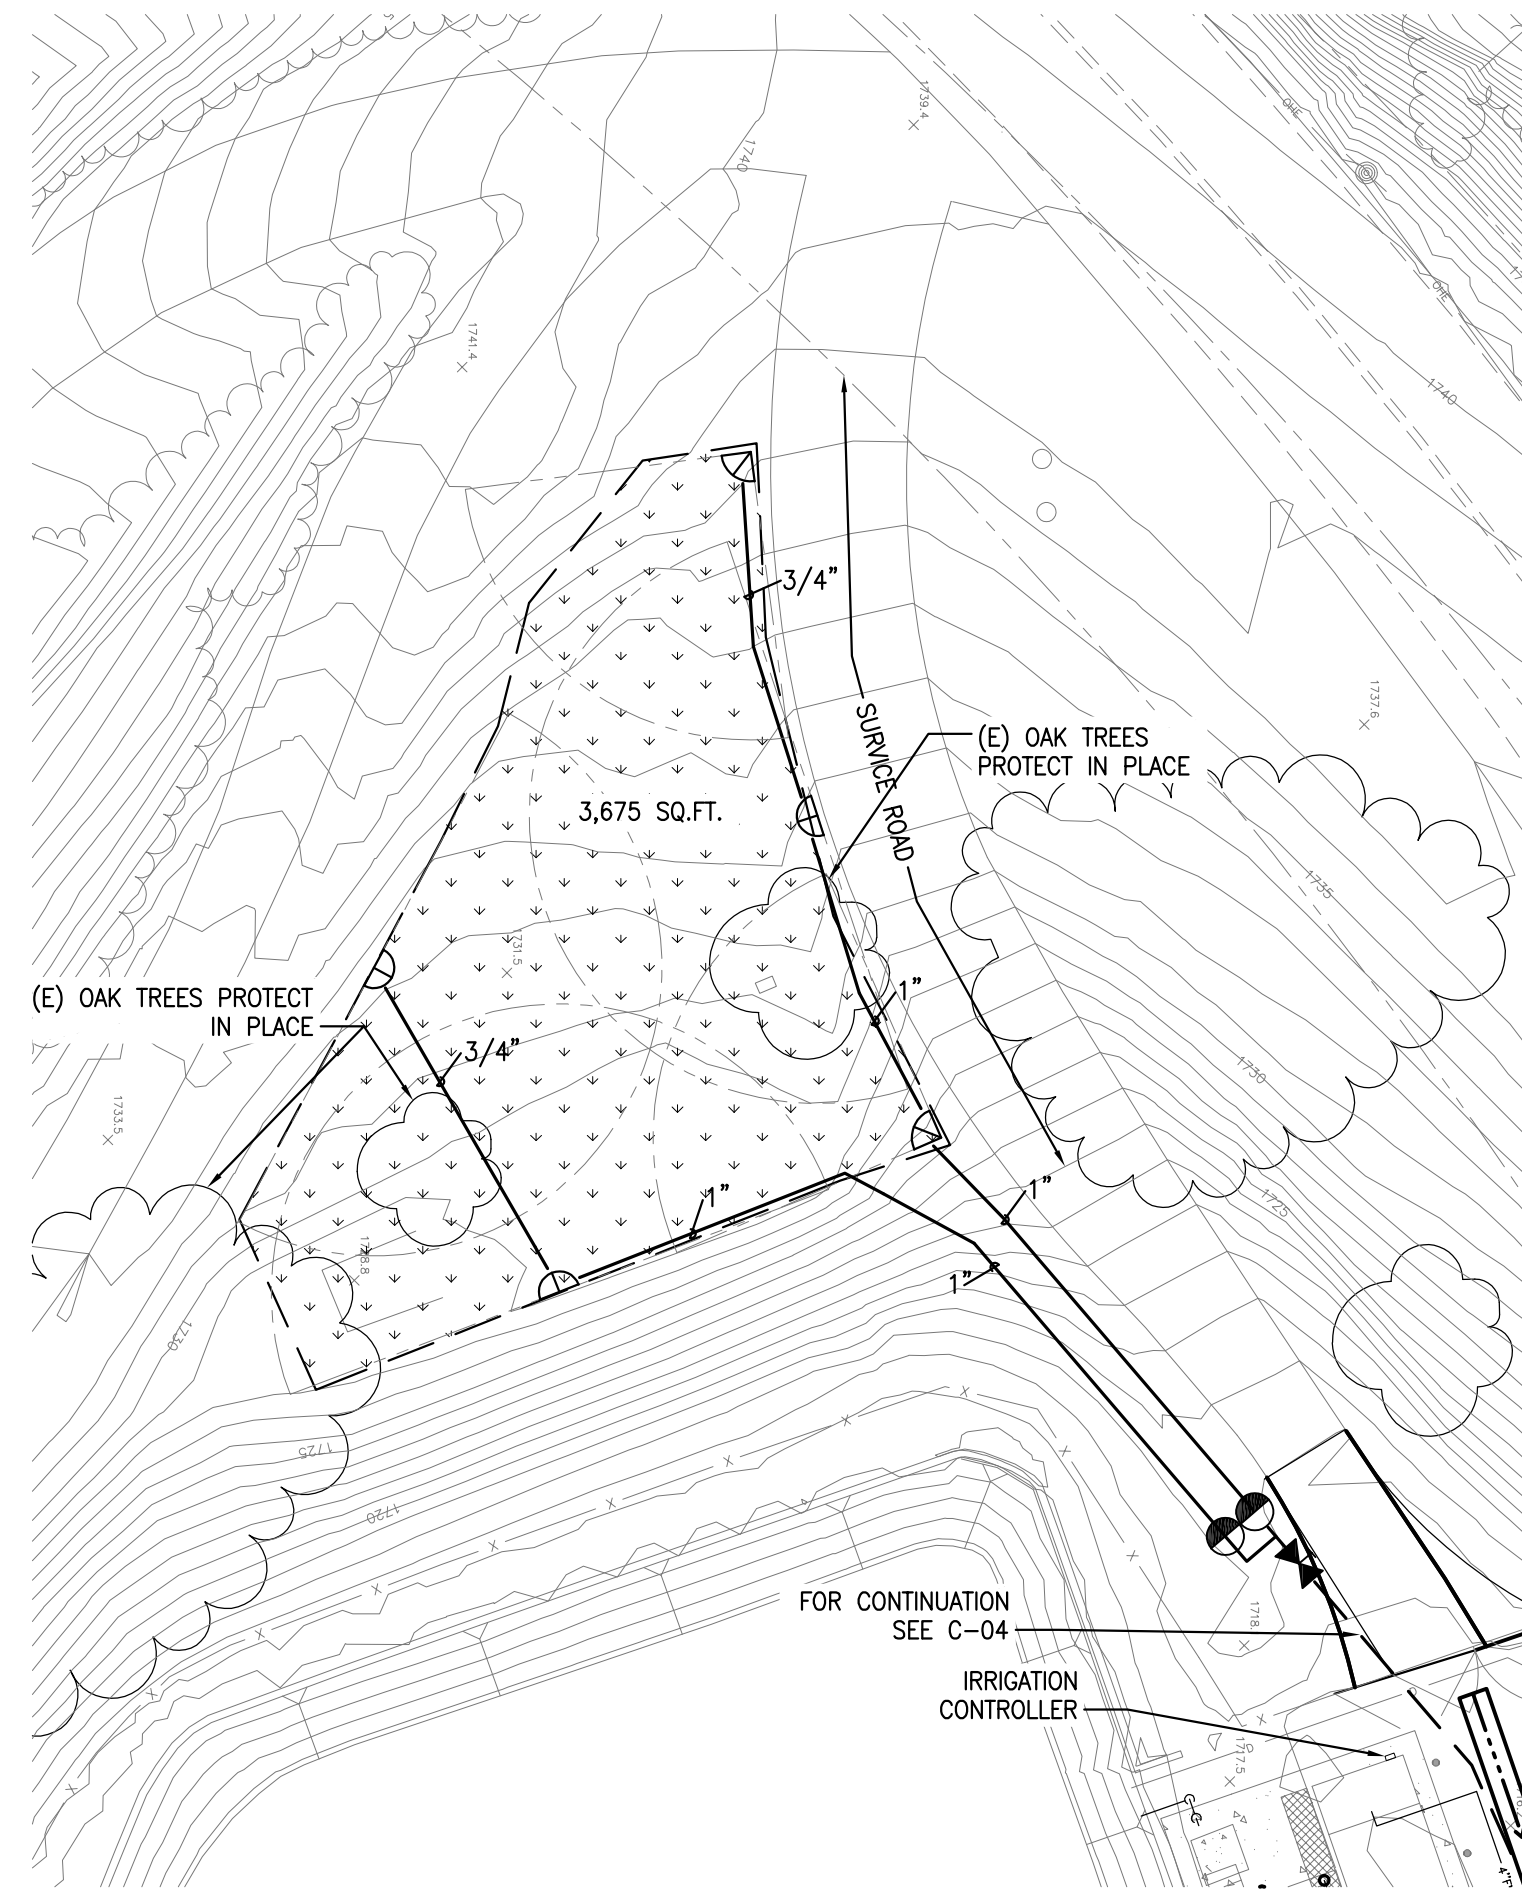 1739.4
OHE
1740
OHE
1741.4
1740
3/4"
1737.6
SURVICE ROAD
(E) OAK TREES
PROTECT IN PLACE
3,675 SQ.FT.
1735
1731.5
(E) OAK TREES PROTECT
IN PLACE
1"
3/4"
1730
1733.5
1"
1"
1725
1728.8
1"
1730
1725
1720
FOR CONTINUATION
SEE C-04
1718.
IRRIGATION
CONTROLLER
1717.5